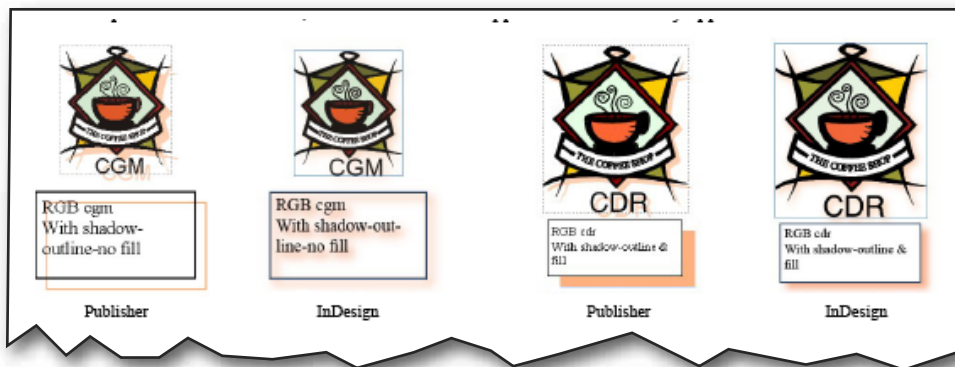 THE COFFEE SHOP
CGM
RGB cgm
With shadow-
outline-no fill
Publisher
THE COFFEE SHOP
CGM
RGB cgm
With shadow-out-
line-no fill
InDesign
THE COFFEE SHOP
CDR
RGB cdr
With shadow-outline &
fill
Publisher
THE COFFEE SHOP
CDR
RGB cdr
With shadow-outline &
fill
InDesign